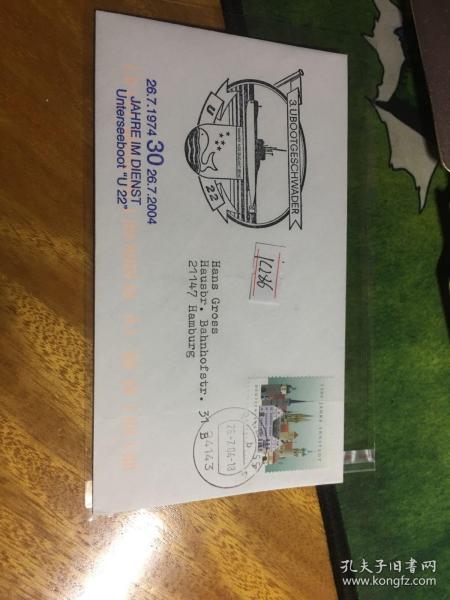 3. UBOOTGESCHWADER
U
22
26.7.1974 30 26.7.2004
JAHRE IM DIENST
Unterseeboot "U 22"
Hans Gross
Hausbr. Bahnhofstr. 31 B
21147 Hamburg
24143
26.-7.04-18
孔夫子旧书网
www.kongfz.com